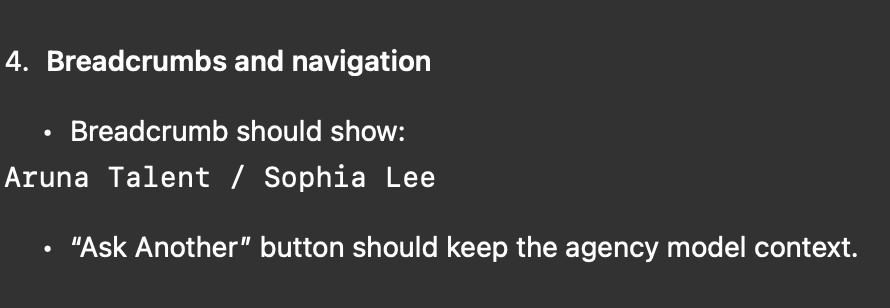 4. Breadcrumbs and navigation
• Breadcrumb should show:
Aruna Talent / Sophia Lee
• “Ask Another” button should keep the agency model context.